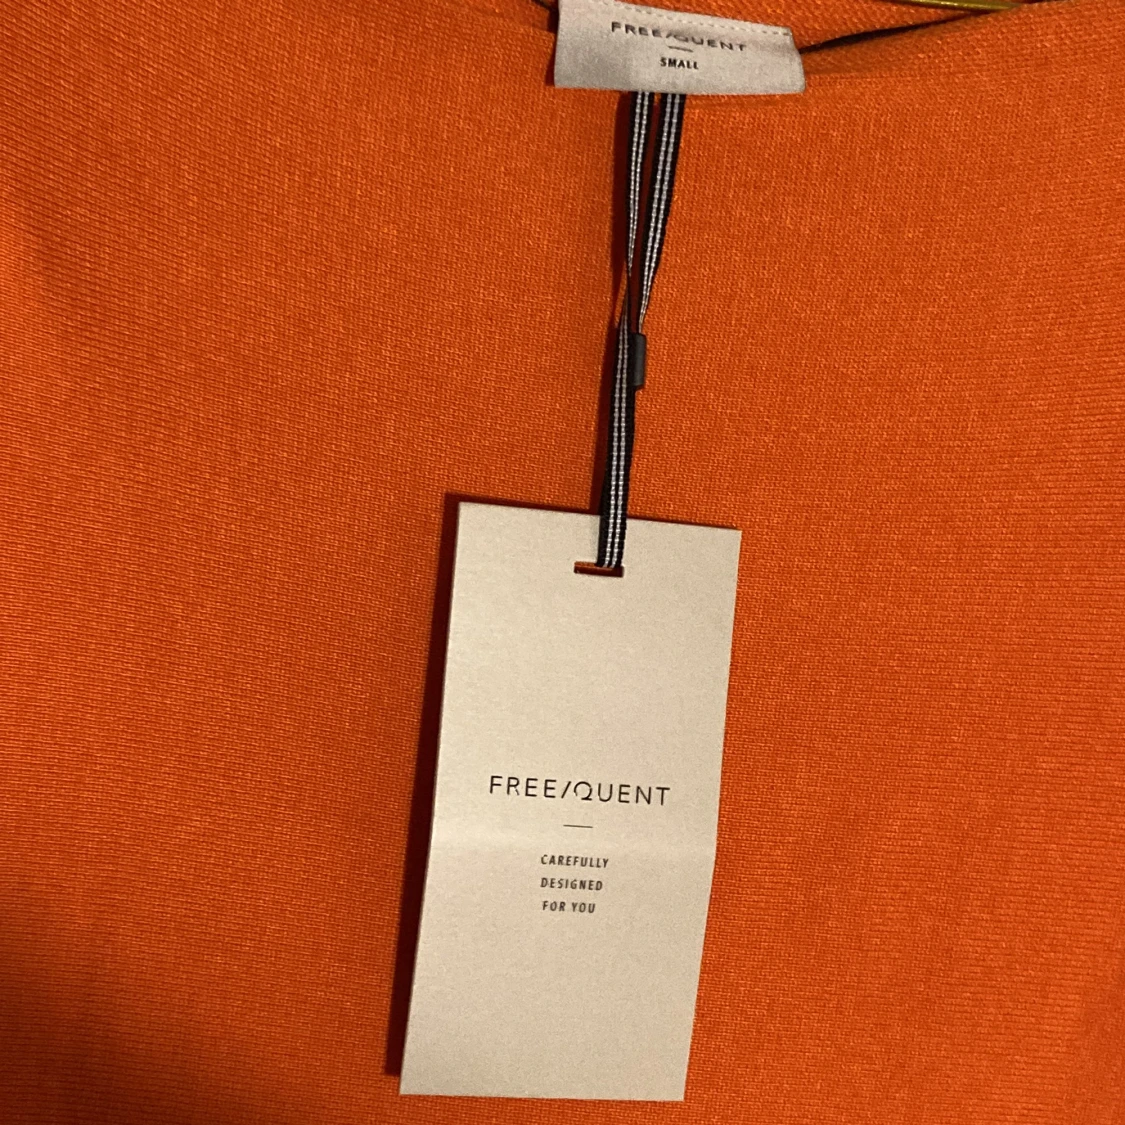 FREE/QUENT
SMALL
FREE/QUENT
CAREFULLY
DESIGNED
FOR YOU